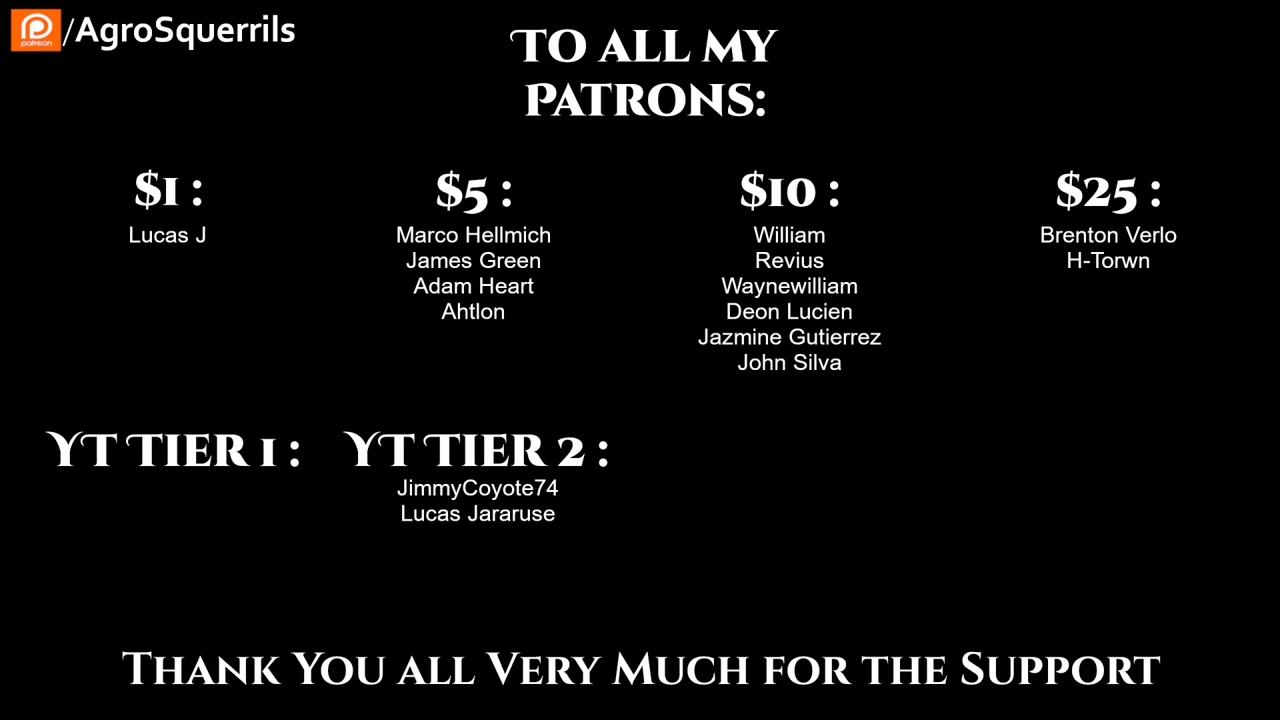 patreon
/AgroSquerrils
To all my
Patrons:
$1 :
Lucas J
$5 :
Marco Hellmich
James Green
Adam Heart
Ahtlon
$10 :
William
Revius
Waynewilliam
Deon Lucien
Jazmine Gutierrez
John Silva
$25 :
Brenton Verlo
H-Torwn
YT Tier 1 :
YT Tier 2 :
JimmyCoyote74
Lucas Jararuse
Thank You all Very Much for the Support